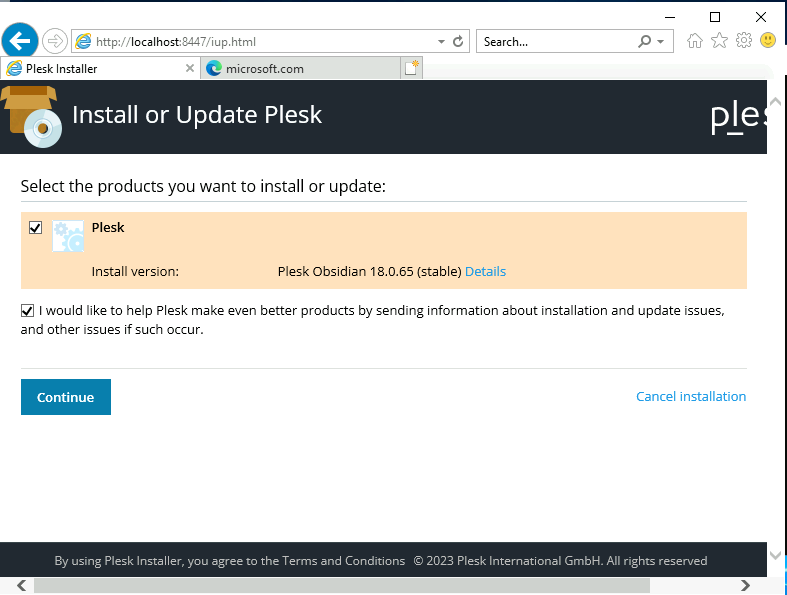 http://localhost:8447/iup.html
Search...
Plesk Installer
microsoft.com
Install or Update Plesk
ples
Select the products you want to install or update:
Plesk
Install version: Plesk Obsidian 18.0.65 (stable) Details
I would like to help Plesk make even better products by sending information about installation and update issues,
and other issues if such occur.
Continue
Cancel installation
By using Plesk Installer, you agree to the Terms and Conditions © 2023 Plesk International GmbH. All rights reserved